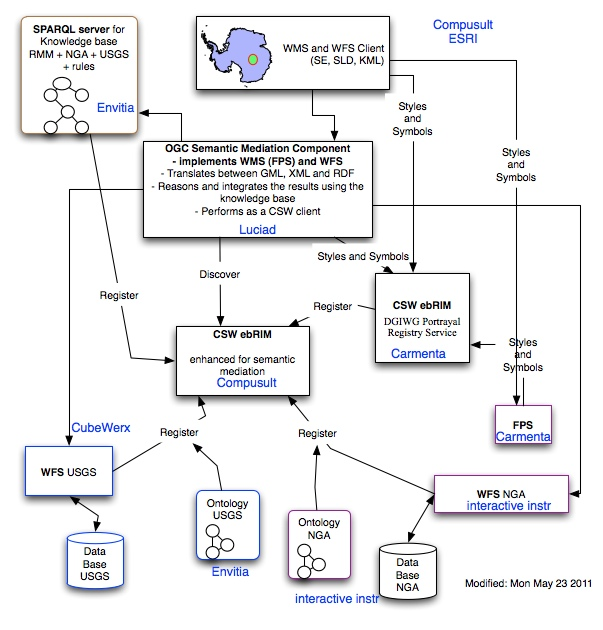 SPARQL server for
Knowledge base
RMM + NGA + USGS
+ rules
Envitia
WMS and WFS Client
(SE, SLD, KML)
Compusult
ESRI
Styles
and
Symbols
Styles
and
Symbols
OGC Semantic Mediation Component
- implements WMS (FPS) and WFS
- Translates between GML, XML and RDF
- Reasons and integrates the results using the
knowledge base
- Performs as a CSW client
Luciad
Styles and Symbols
Discover
Register
Register
CSW ebRIM
DGIWG Portrayal
Registry Service
Carmenta
CSW ebRIM
enhanced for semantic
mediation
Compusult
Styles
and
Symbols
FPS
Carmenta
CubeWerx
Register
Register
WFS USGS
WFS NGA
interactive instr
Ontology
USGS
Envitia
Ontology
NGA
interactive instr
Data
Base
USGS
Data
Base
NGA
Modified: Mon May 23 2011